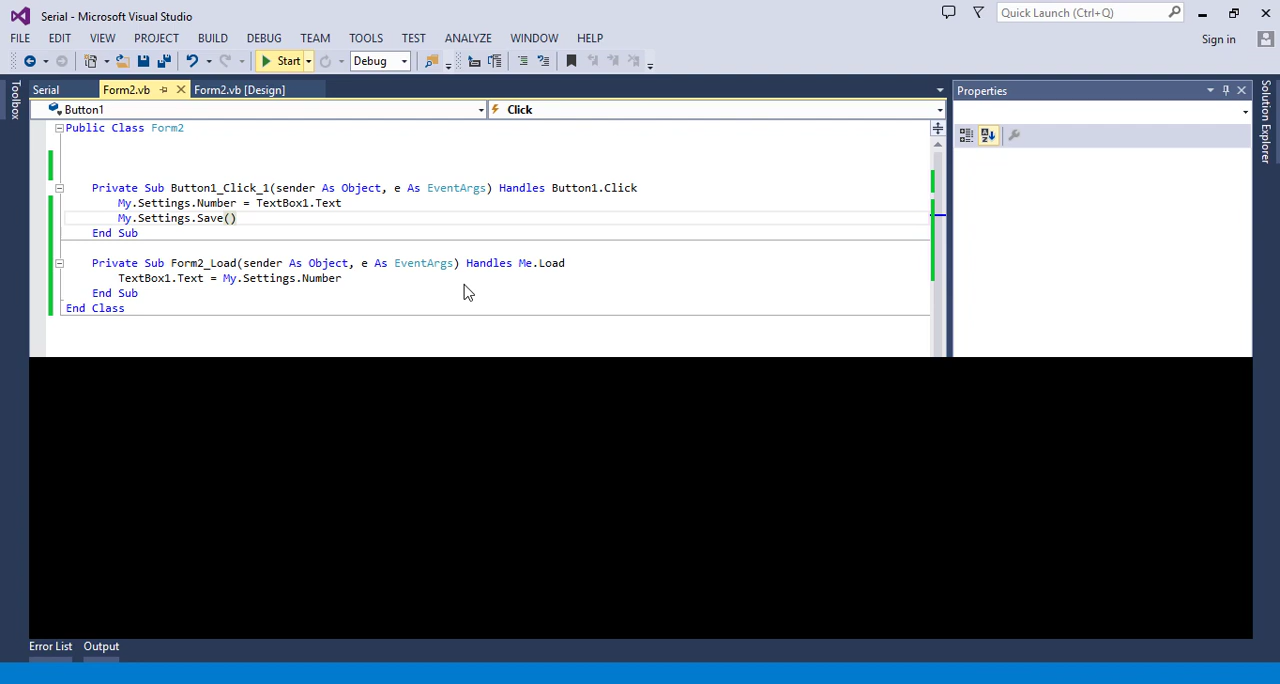 Serial - Microsoft Visual Studio
Quick Launch (Ctrl+Q)
FILE EDIT VIEW PROJECT BUILD DEBUG TEAM TOOLS TEST ANALYZE WINDOW HELP
Sign in
Start Debug
Toolbox
Serial Form2.vb Form2.vb [Design]
Properties
Solution Explorer
Button1 Click
Public Class Form2
Private Sub Button1_Click_1(sender As Object, e As EventArgs) Handles Button1.Click
My.Settings.Number = TextBox1.Text
My.Settings.Save()
End Sub
Private Sub Form2_Load(sender As Object, e As EventArgs) Handles Me.Load
TextBox1.Text = My.Settings.Number
End Sub
End Class
Error List Output